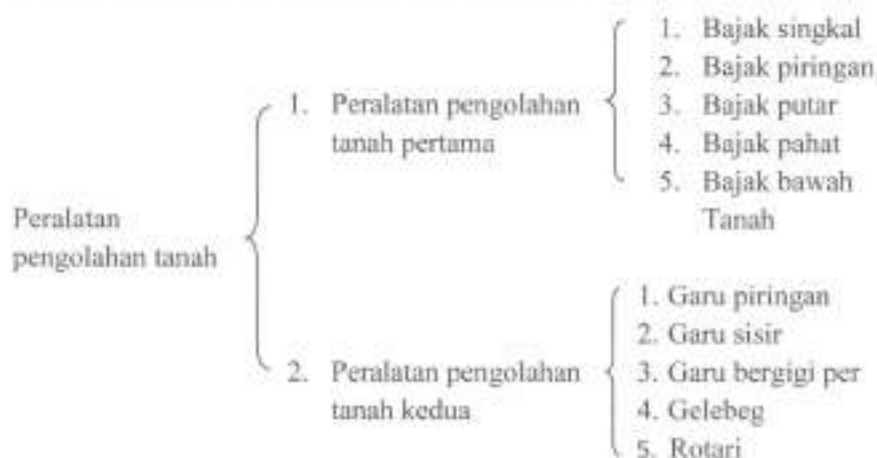 Peralatan
pengolahan tanah
1. Peralatan pengolahan
tanah pertama
1. Bajak singkal
2. Bajak piringan
3. Bajak putar
4. Bajak pahat
5. Bajak bawah
Tanah
2. Peralatan pengolahan
tanah kedua
1. Garu piringan
2. Garu sisir
3. Garu bergigi per
4. Gelebeg
5. Rotari